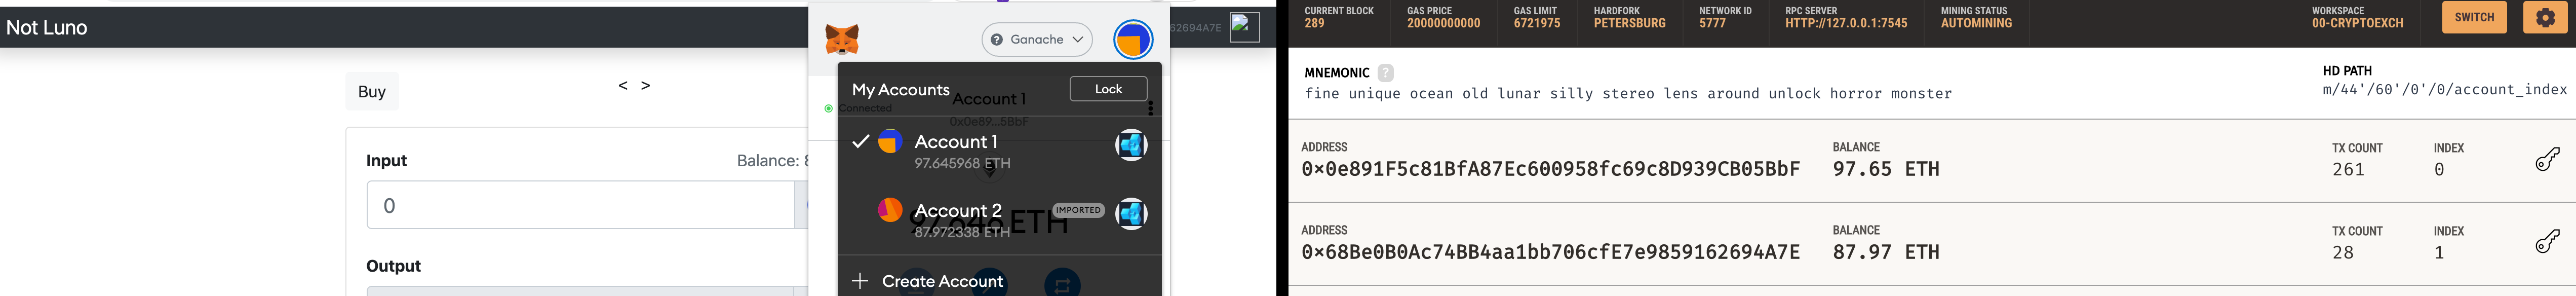 Not Luno
Buy
< >
Input
Balance: 8
0
Output
Ganache
62694A7E
My Accounts
Lock
Account 1
Connected
0x0e89...5BbF
Account 1
97.645968 ETH
Account 2
IMPORTED
87.972338 ETH
97.646 ETH
Create Account
CURRENT BLOCK
289
GAS PRICE
20000000000
GAS LIMIT
6721975
HARDFORK
PETERSBURG
NETWORK ID
5777
RPC SERVER
HTTP://127.0.0.1:7545
MINING STATUS
AUTOMINING
WORKSPACE
00-CRYPTOEXCH
SWITCH
MNEMONIC ?
fine unique ocean old lunar silly stereo lens around unlock horror monster
HD PATH
m/44'/60'/0'/0/account_index
ADDRESS
0×0e891F5c81BfA87Ec600958fc69c8D939CB05BbF
BALANCE
97.65 ETH
TX COUNT
261
INDEX
0
ADDRESS
0×68Be0B0Ac74BB4aa1bb706cfE7e9859162694A7E
BALANCE
87.97 ETH
TX COUNT
28
INDEX
1